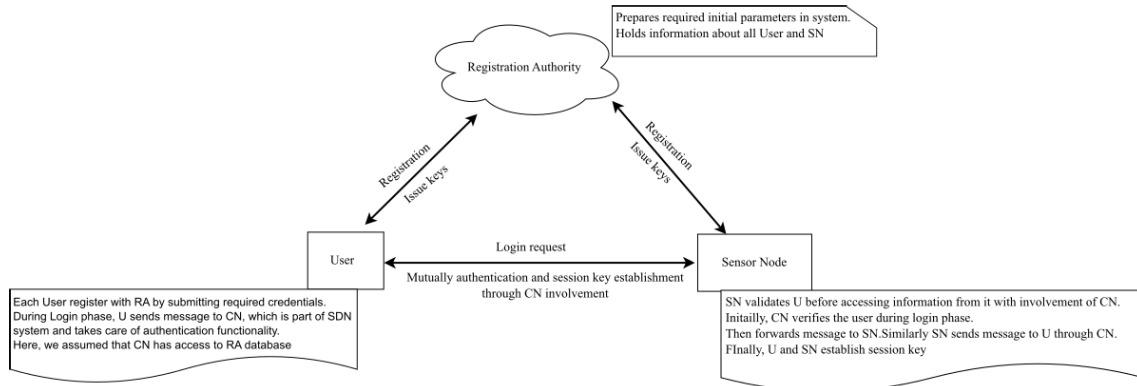 Prepares required initial parameters in system.
Holds information about all User and SN
Registration Authority
Registration
Issue keys
Registration
Issue keys
User
Login request
Mutually authentication and session key establishment
through CN involvement
Sensor Node
Each User register with RA by submitting required credentials.
During Login phase, U sends message to CN, which is part of SDN
system and takes care of authentication functionality.
Here, we assumed that CN has access to RA database
SN validates U before accessing information from it with involvement of CN.
Initailly, CN verifies the user during login phase.
Then forwards message to SN.Similarly SN sends message to U through CN.
FInally, U and SN establish session key